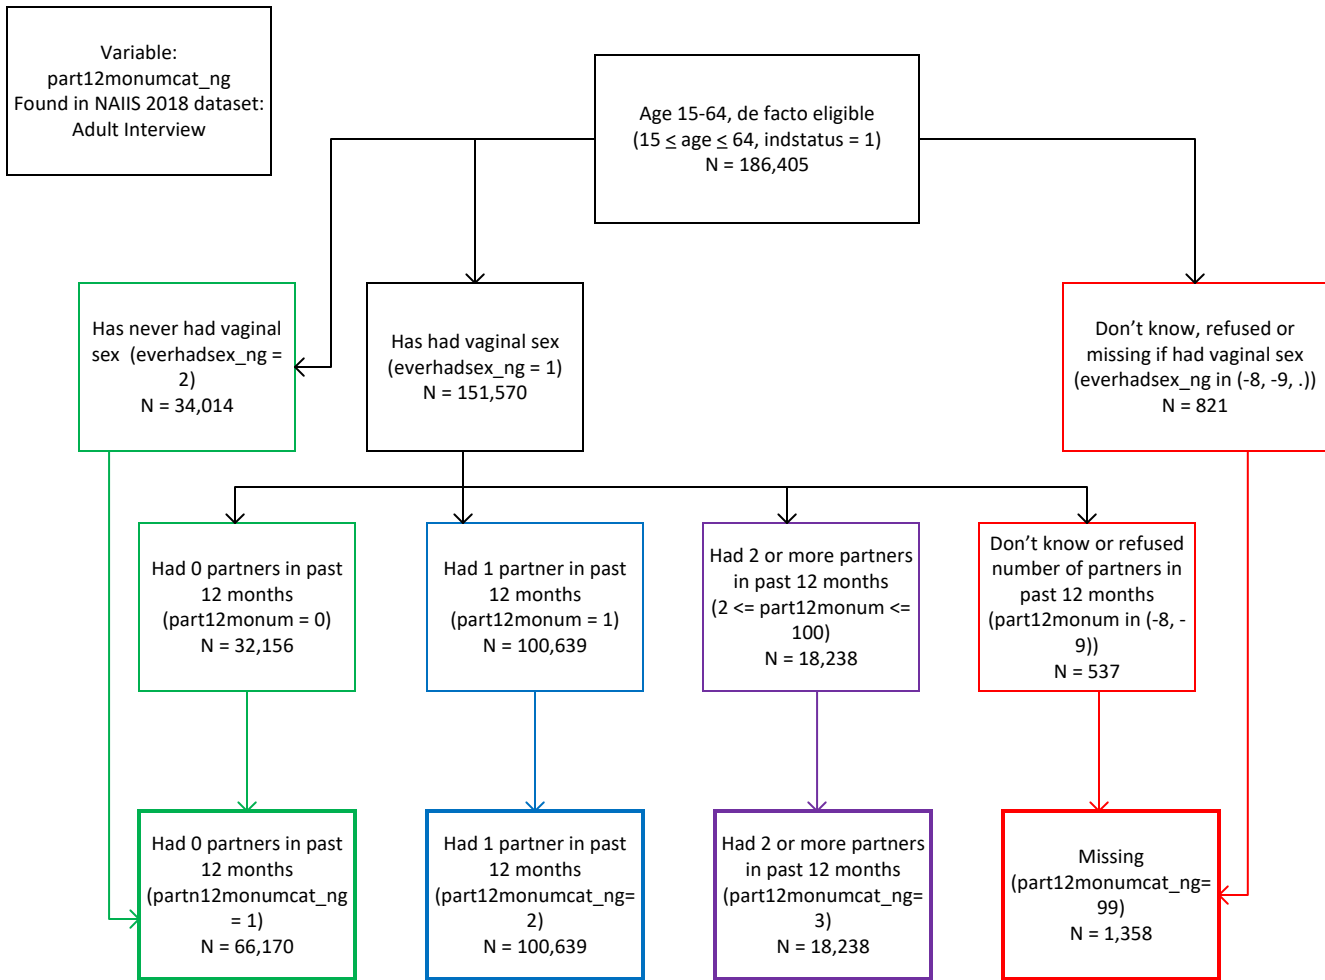 Variable:
part12monumcat_ng
Found in NAIIS 2018 dataset:
Adult Interview
Age 15-64, de facto eligible
(15 ≤ age ≤ 64, indstatus = 1)
N = 186,405
Has never had vaginal
sex  (everhadsex_ng =
2)
N = 34,014
Has had vaginal sex
(everhadsex_ng = 1)
N = 151,570
Don’t know, refused or
missing if had vaginal sex
(everhadsex_ng in (-8, -9, .))
N = 821
Had 0 partners in past
12 months
(part12monum = 0)
N = 32,156
Had 1 partner in past
12 months
(part12monum = 1)
N = 100,639
Had 2 or more partners
in past 12 months
(2 <= part12monum <=
100)
N = 18,238
Don’t know or refused
number of partners in
past 12 months
(part12monum in (-8, -
9))
N = 537
Had 0 partners in past
12 months
(partn12monumcat_ng
= 1)
N = 66,170
Had 1 partner in past
12 months
(part12monumcat_ng=
2)
N = 100,639
Had 2 or more partners
in past 12 months
(part12monumcat_ng=
3)
N = 18,238
Missing
(part12monumcat_ng=
99)
N = 1,358